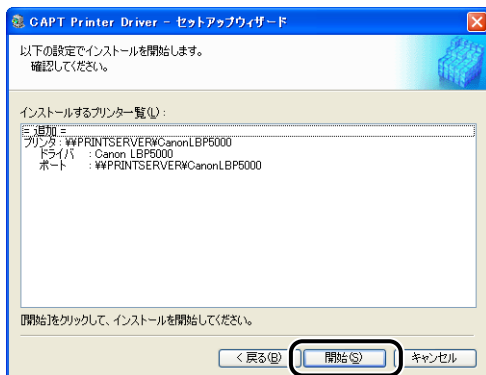 CAPT Printer Driver - セットアップウィザード
以下の設定でインストールを開始します。
確認してください。
インストールするプリンター覧(L):
= 追加 =
プリンタ : ¥¥PRINTSERVER¥CanonLBP5000
ドライバ : Canon LBP5000
ポート : ¥¥PRINTSERVER¥CanonLBP5000
[開始]をクリックして、インストールを開始してください。
< 戻る(B)
開始(S)
キャンセル